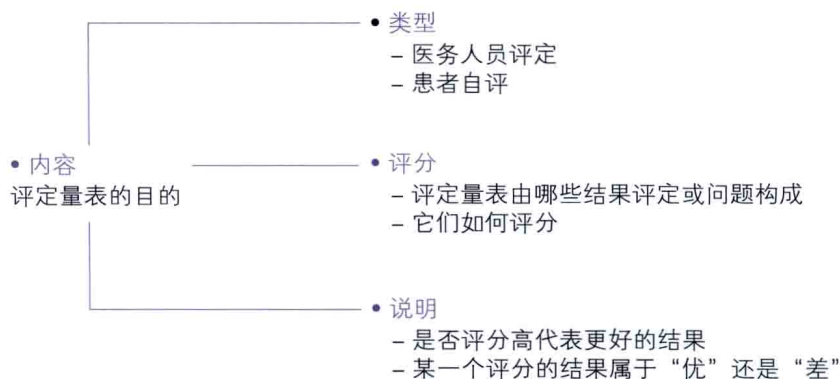 • 类型
– 医务人员评定
– 患者自评
• 内容
评定量表的目的
• 评分
– 评定量表由哪些结果评定或问题构成
– 它们如何评分
• 说明
– 是否评分高代表更好的结果
– 某一个评分的结果属于“优”还是“差”